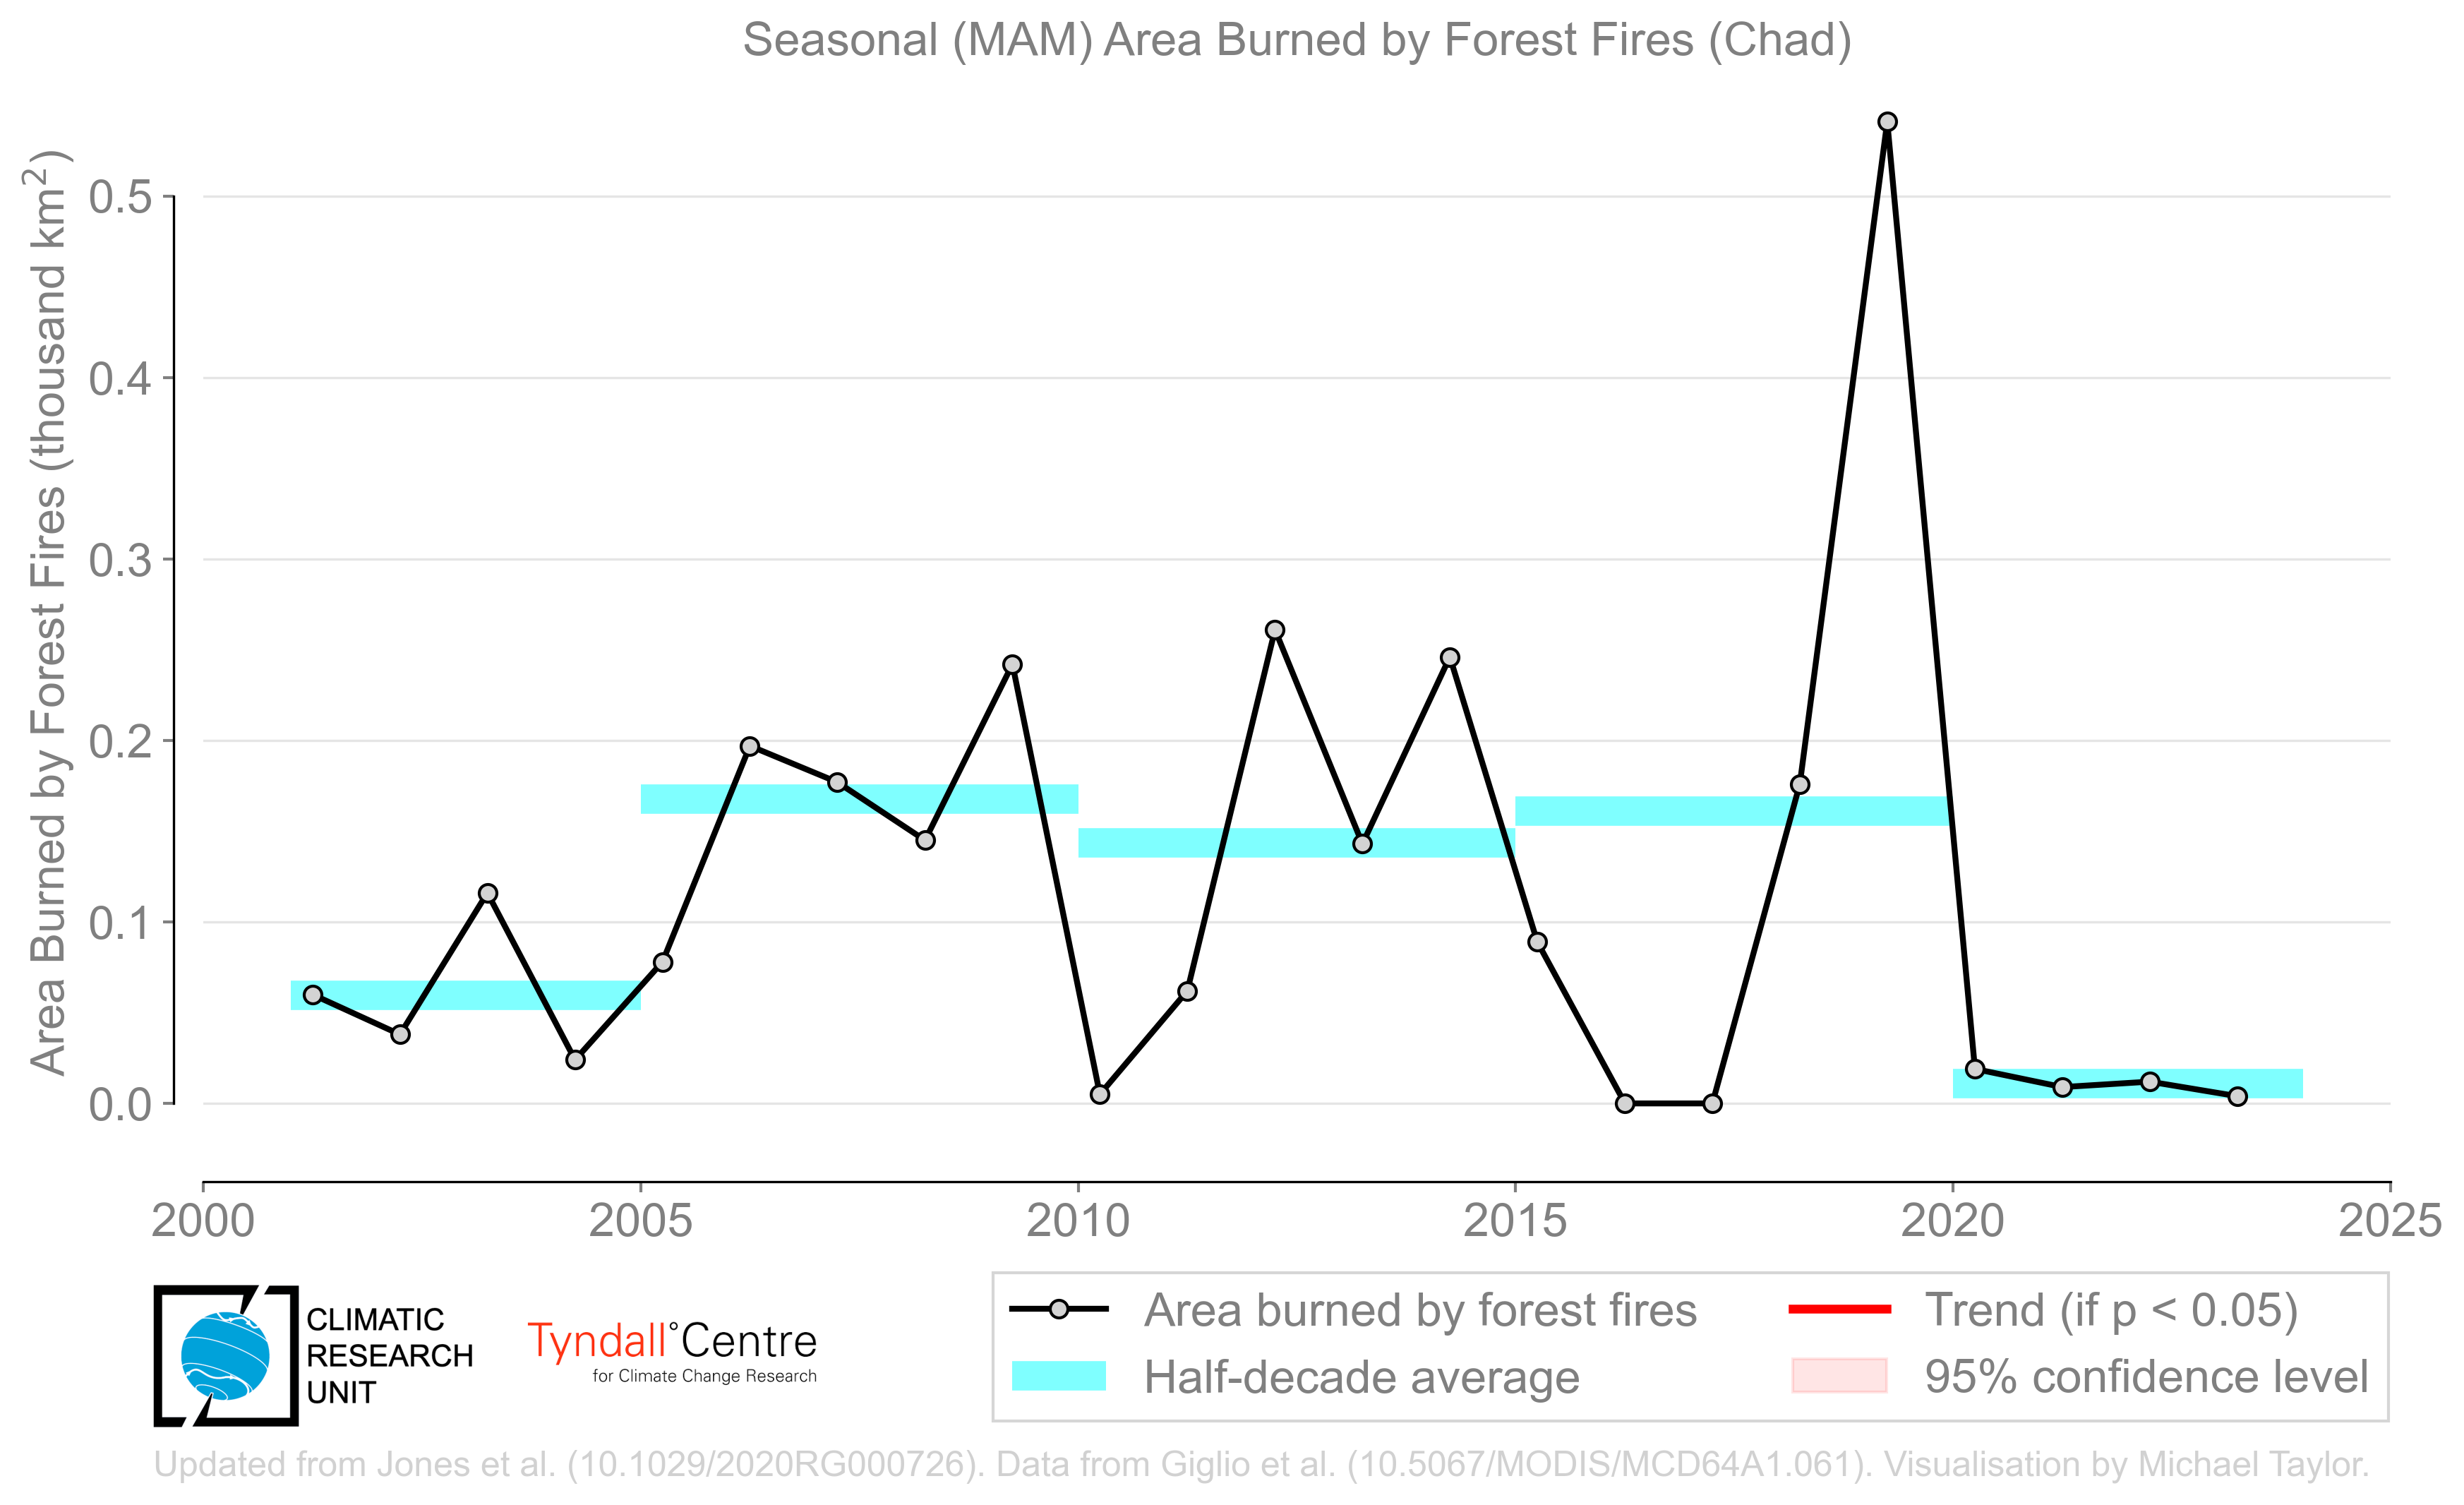 Seasonal (MAM) Area Burned by Forest Fires (Chad)
Area Burned by Forest Fires (thousand km²)
0.5
0.4
0.3
0.2
0.1
0.0
2000 2005 2010 2015 2020 2025
CLIMATIC
RESEARCH
UNIT
Tyndall°Centre
for Climate Change Research
Area burned by forest fires
Half-decade average
Trend (if p < 0.05)
95% confidence level
Updated from Jones et al. (10.1029/2020RG000726). Data from Giglio et al. (10.5067/MODIS/MCD64A1.061). Visualisation by Michael Taylor.